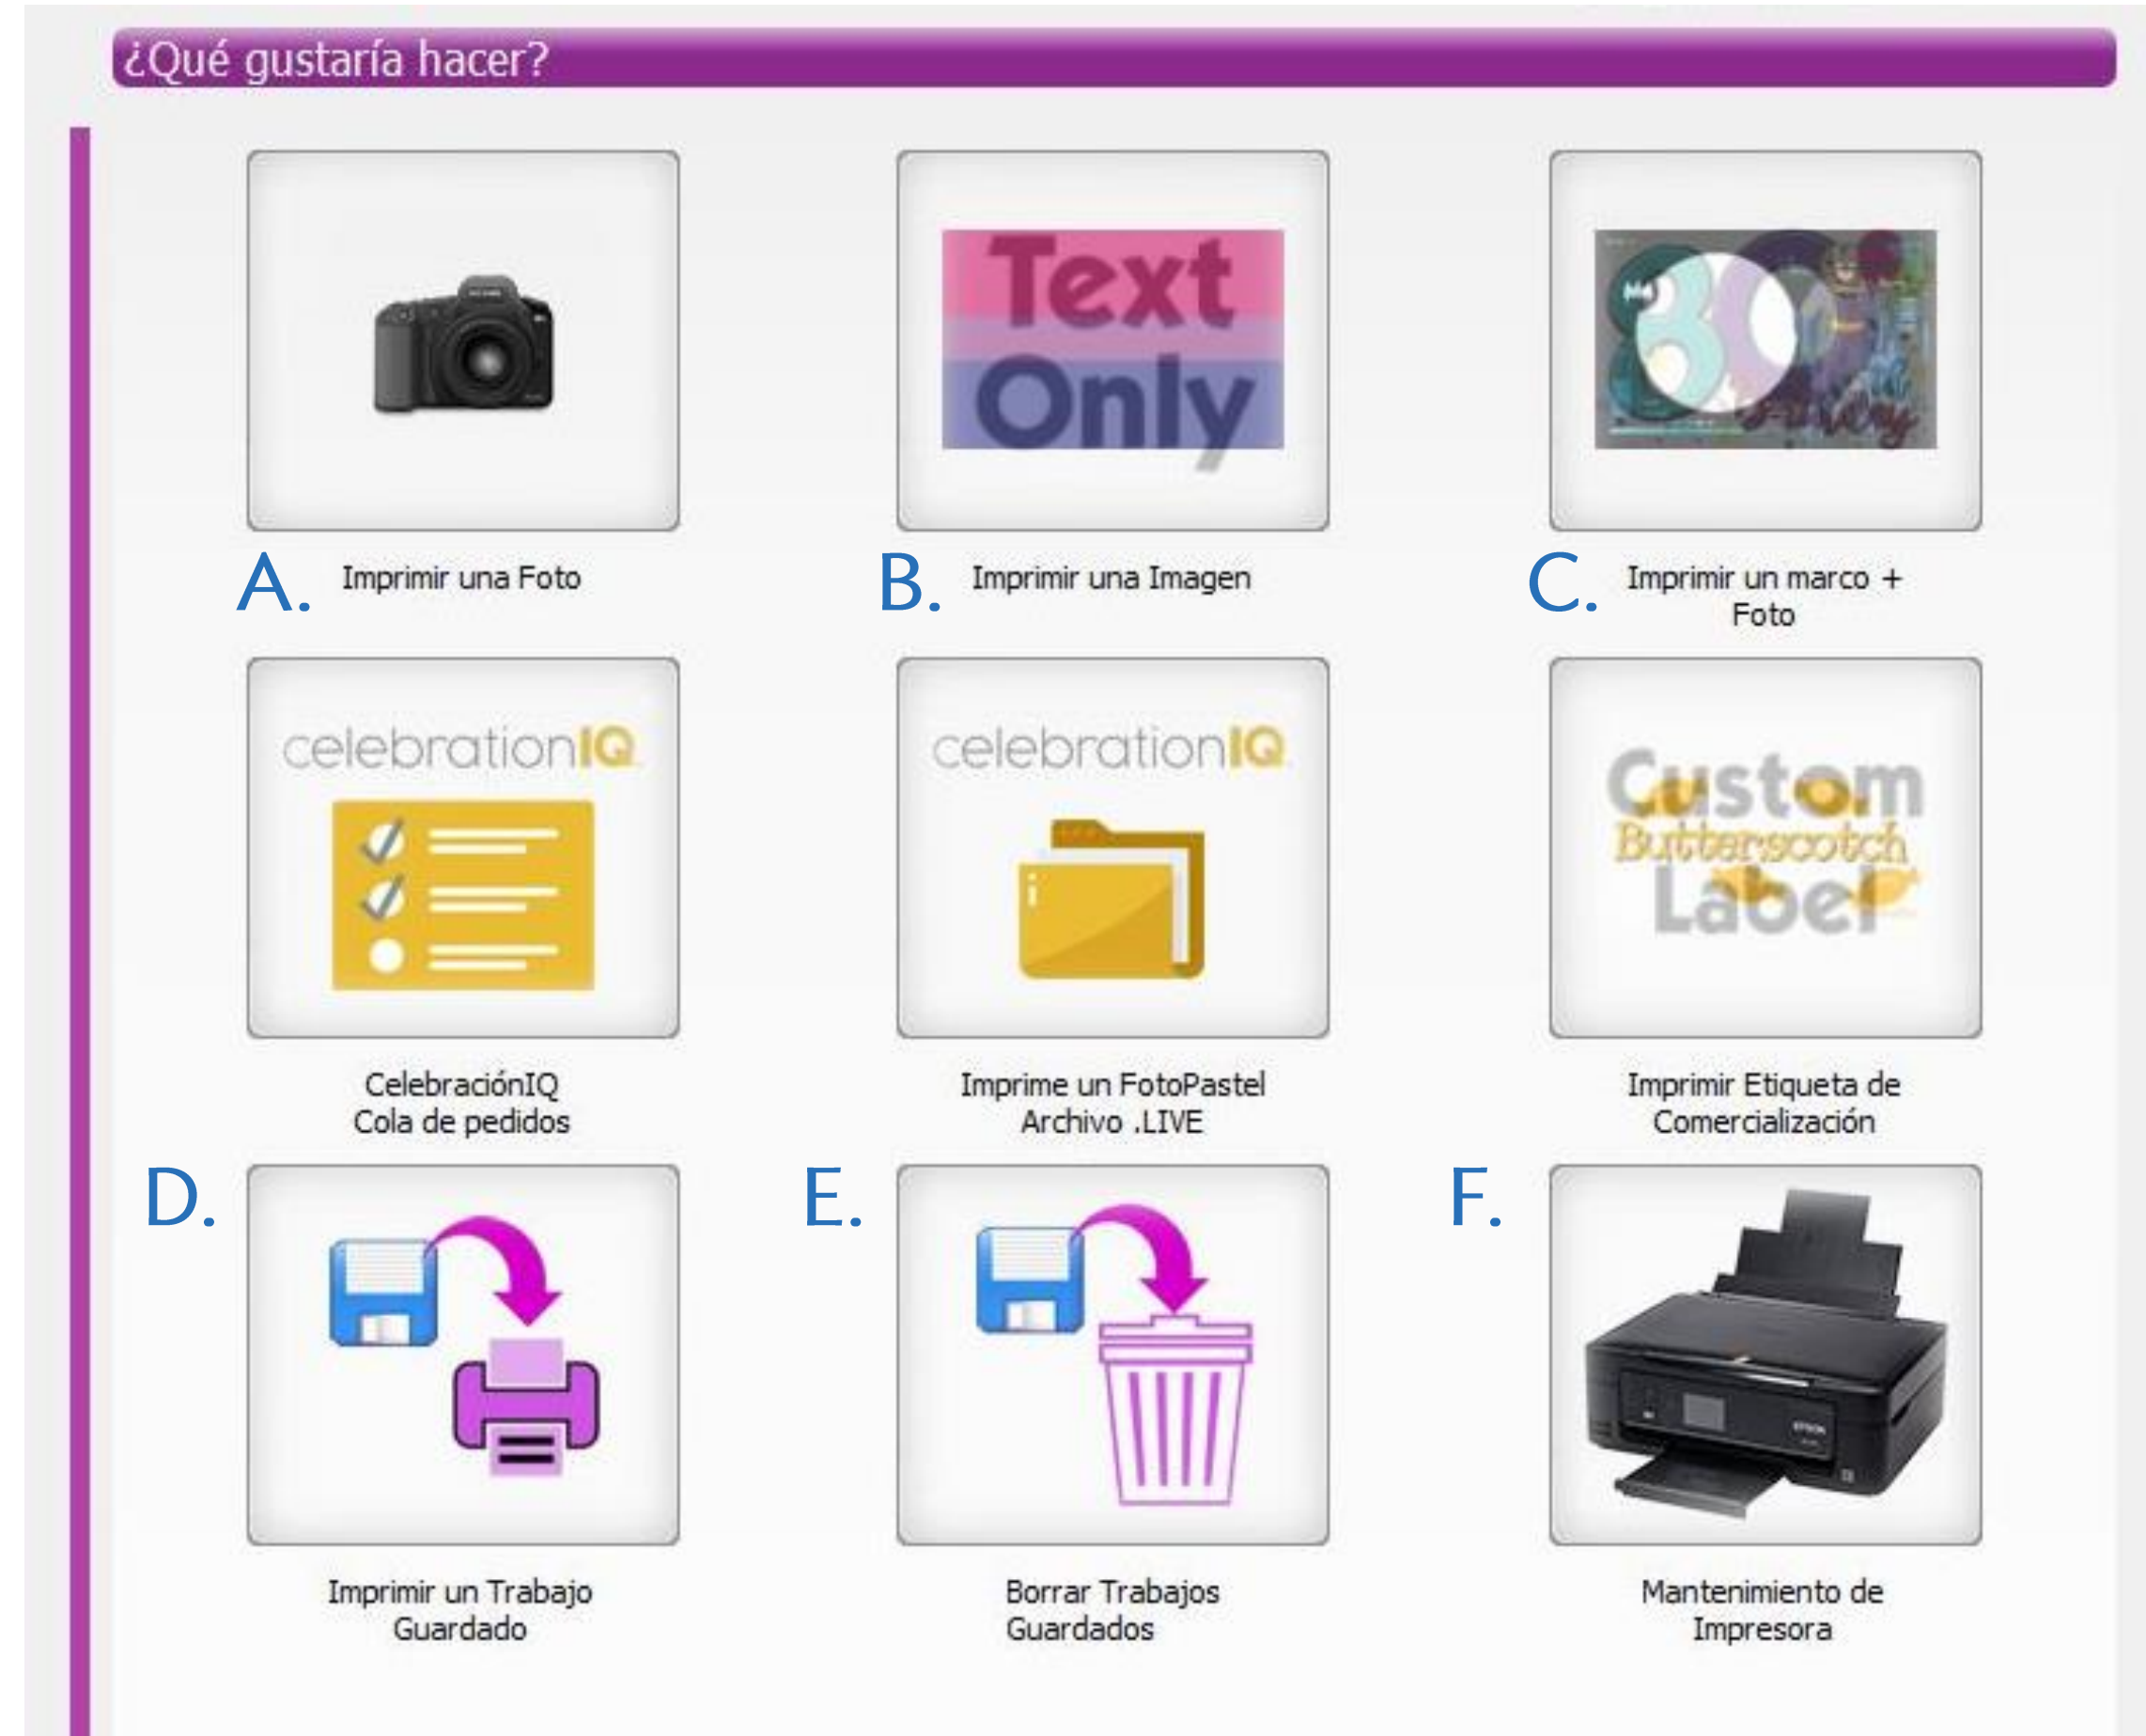 ¿Qué gustaría hacer?
Text
Only
A. Imprimir una Foto
B. Imprimir una Imagen
C. Imprimir un marco +
Foto
celebrationIQ
celebrationIQ
Custom
Butterscotch
Label
CelebraciónIQ
Cola de pedidos
Imprime un FotoPastel
Archivo .LIVE
Imprimir Etiqueta de
Comercialización
D.
E.
F.
EPSON
Imprimir un Trabajo
Guardado
Borrar Trabajos
Guardados
Mantenimiento de
Impresora